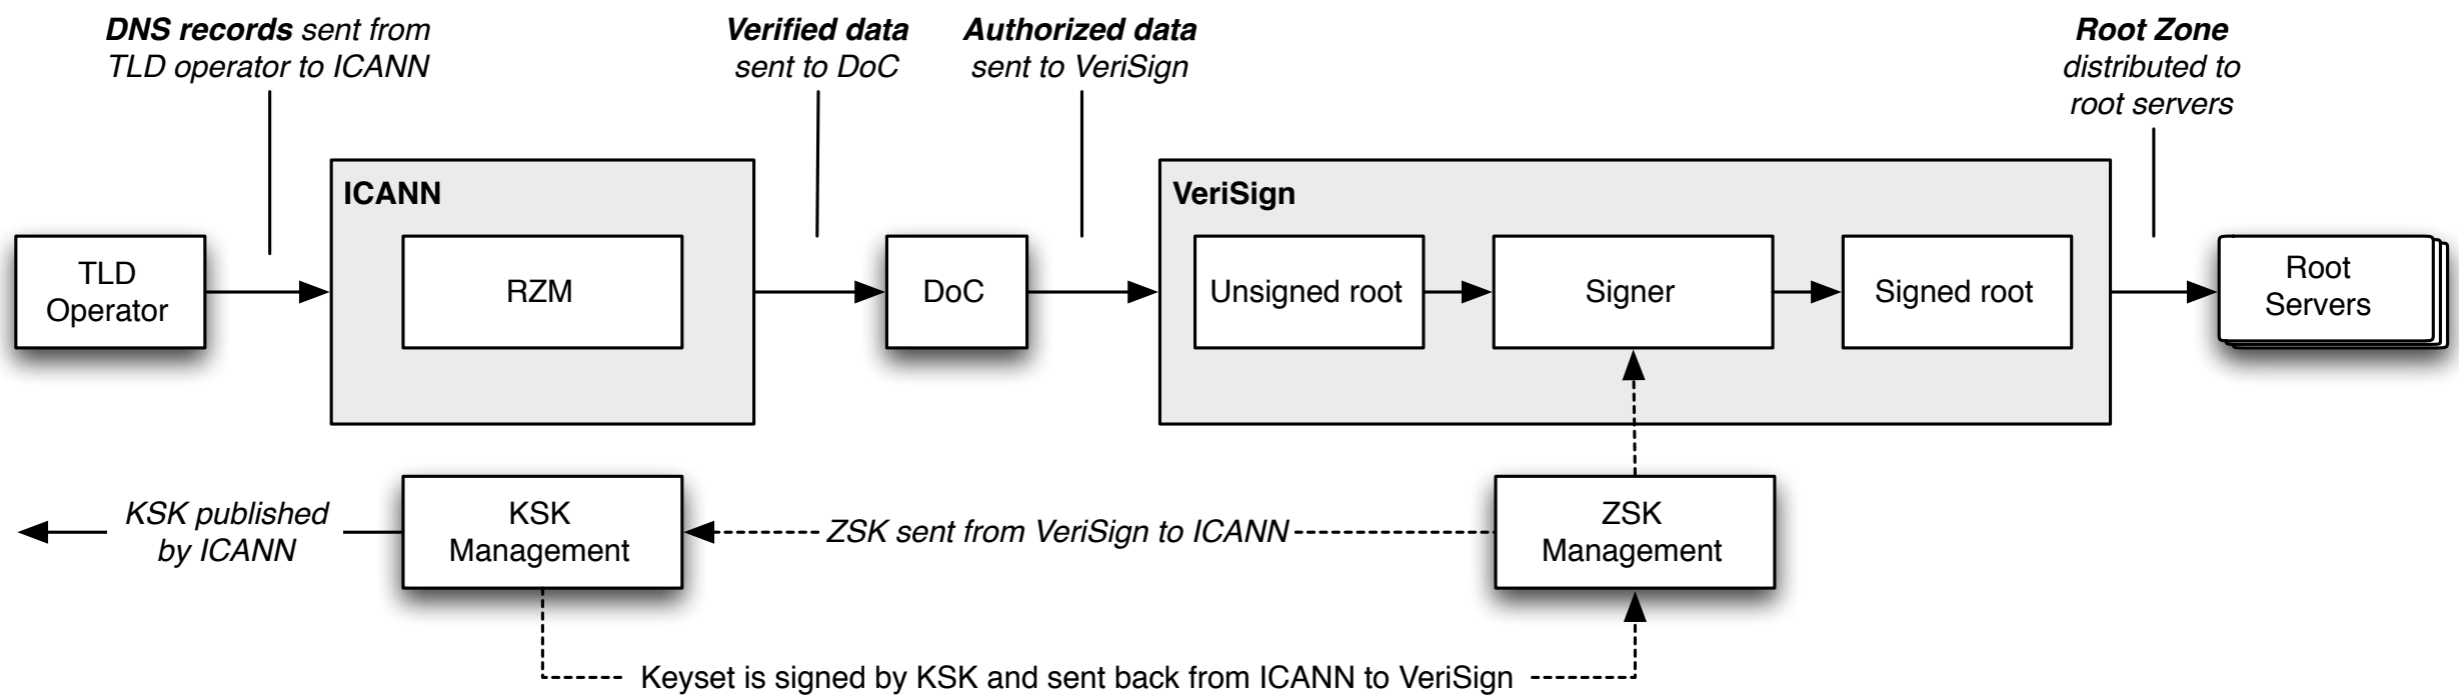 DNS records sent from
TLD operator to ICANN
Verified data
sent to DoC
Authorized data
sent to VeriSign
Root Zone
distributed to
root servers
ICANN
VeriSign
TLD
Operator
RZM
DoC
Unsigned root
Signer
Signed root
Root
Servers
KSK published
by ICANN
KSK
Management
ZSK sent from VeriSign to ICANN
ZSK
Management
Keyset is signed by KSK and sent back from ICANN to VeriSign